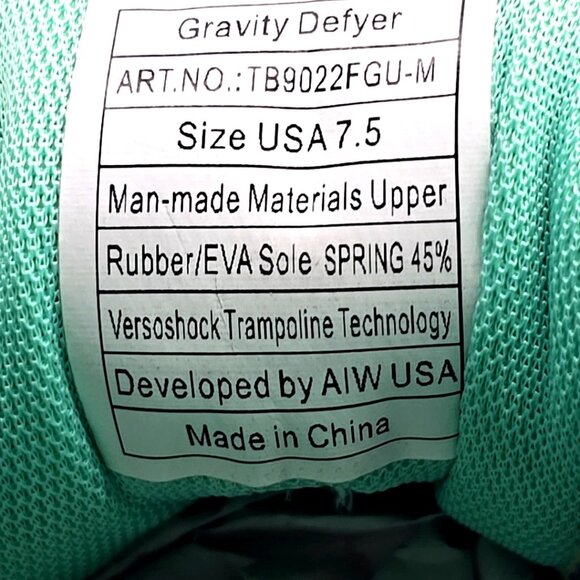 Gravity Defyer
ART.NO.:TB9022FGU-M
Size USA 7.5
Man-made Materials Upper
Rubber/EVA Sole SPRING 45%
Versoshock Trampoline Technology
Developed by AIW USA
Made in China